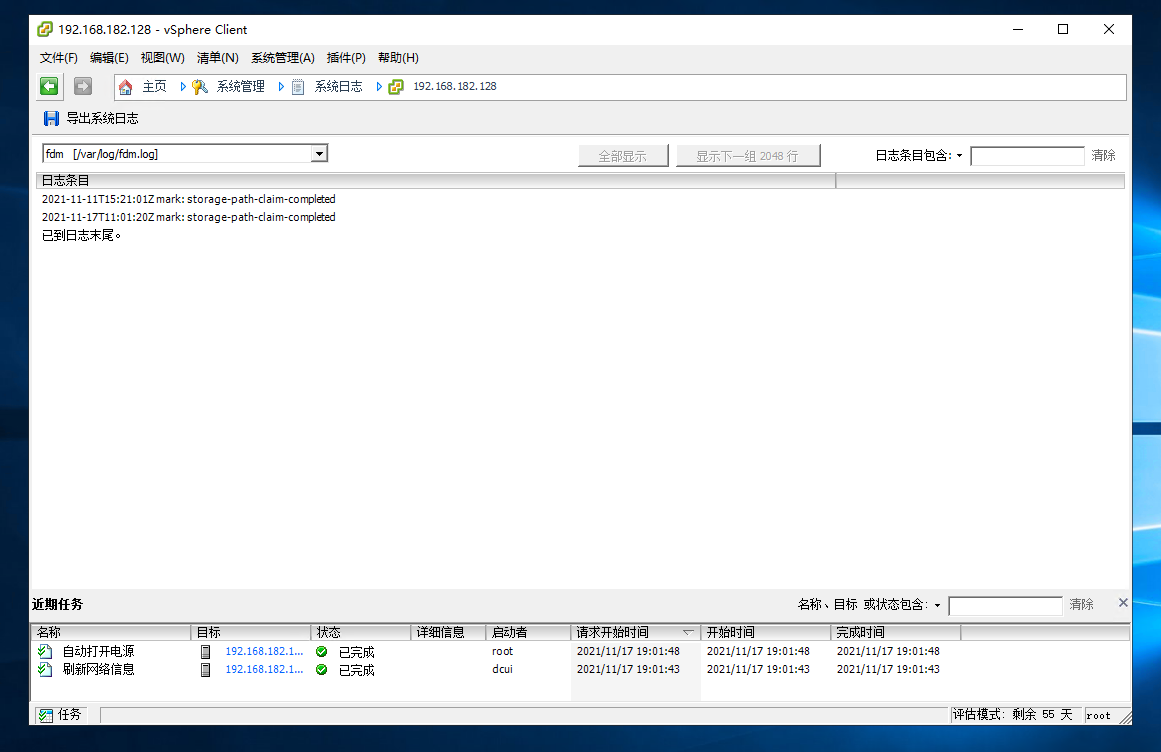 192.168.182.128 - vSphere Client
文件(F) 编辑(E) 视图(W) 清单(N) 系统管理(A) 插件(P) 帮助(H)
主页 系统管理 系统日志 192.168.182.128
导出系统日志
fdm [/var/log/fdm.log] 全部显示 显示下一组 2048 行 日志条目包含: 清除
日志条目
2021-11-11T15:21:01Z mark: storage-path-claim-completed
2021-11-17T11:01:20Z mark: storage-path-claim-completed
已到日志末尾。
近期任务 名称、目标 或状态包含: 清除
名称 目标 状态 详细信息 启动者 请求开始时间 开始时间 完成时间
自动打开电源 192.168.182.1... 已完成 root 2021/11/17 19:01:48 2021/11/17 19:01:48 2021/11/17 19:01:48
刷新网络信息 192.168.182.1... 已完成 dcui 2021/11/17 19:01:43 2021/11/17 19:01:43 2021/11/17 19:01:43
任务 评估模式: 剩余 55 天 root